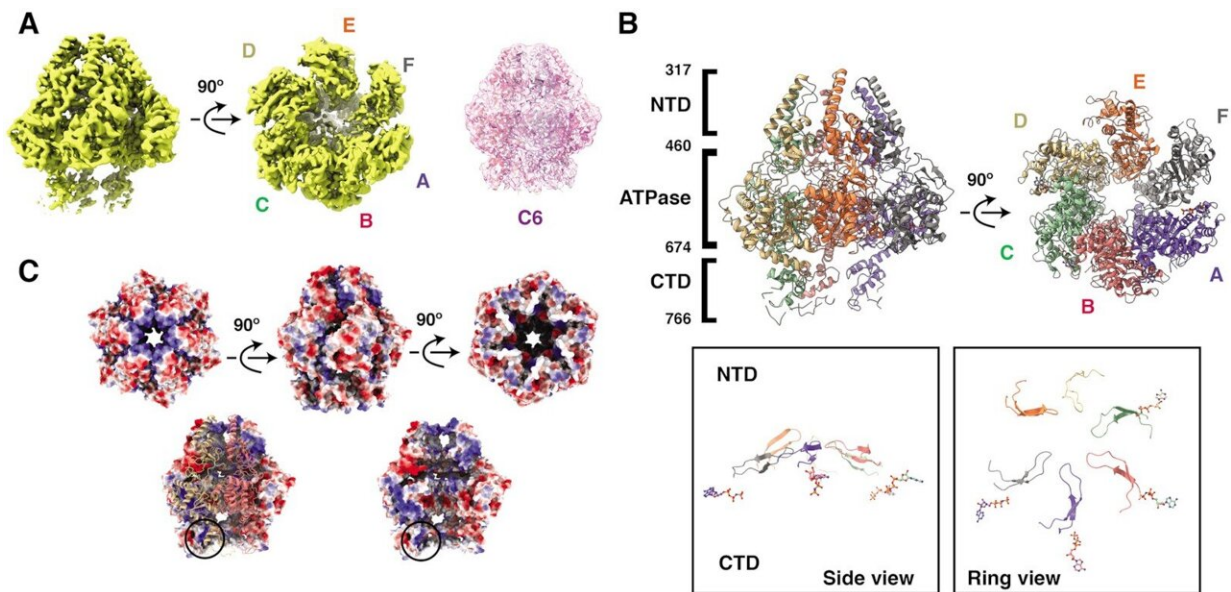 A
D
E
F
90°
A
B
C
C6
B
317
NTD
460
ATPase
674
CTD
766
90°
D
E
F
C
B
A
C
90°
90°
NTD
CTD
Side view
Ring view